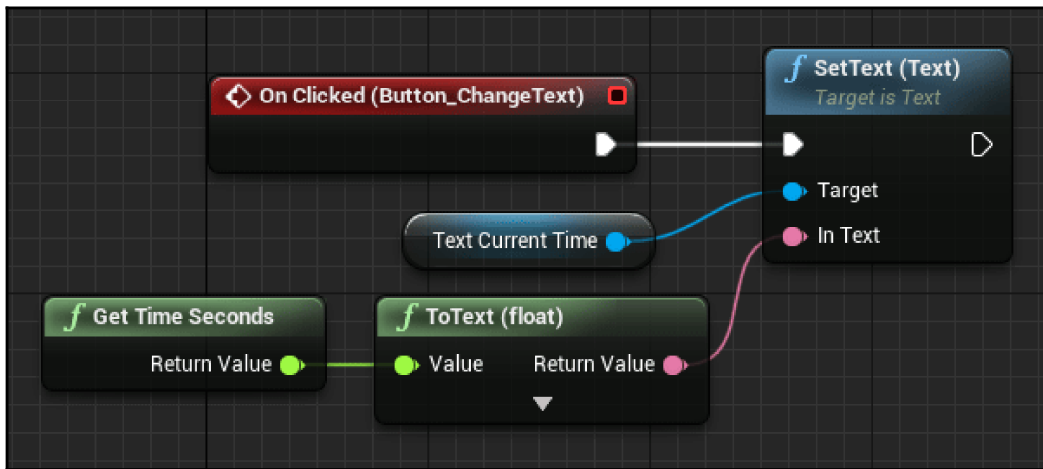 On Clicked (Button_ChangeText)
SetText (Text)
Target is Text
Target
In Text
Text Current Time
f Get Time Seconds
Return Value
f ToText (float)
Value Return Value